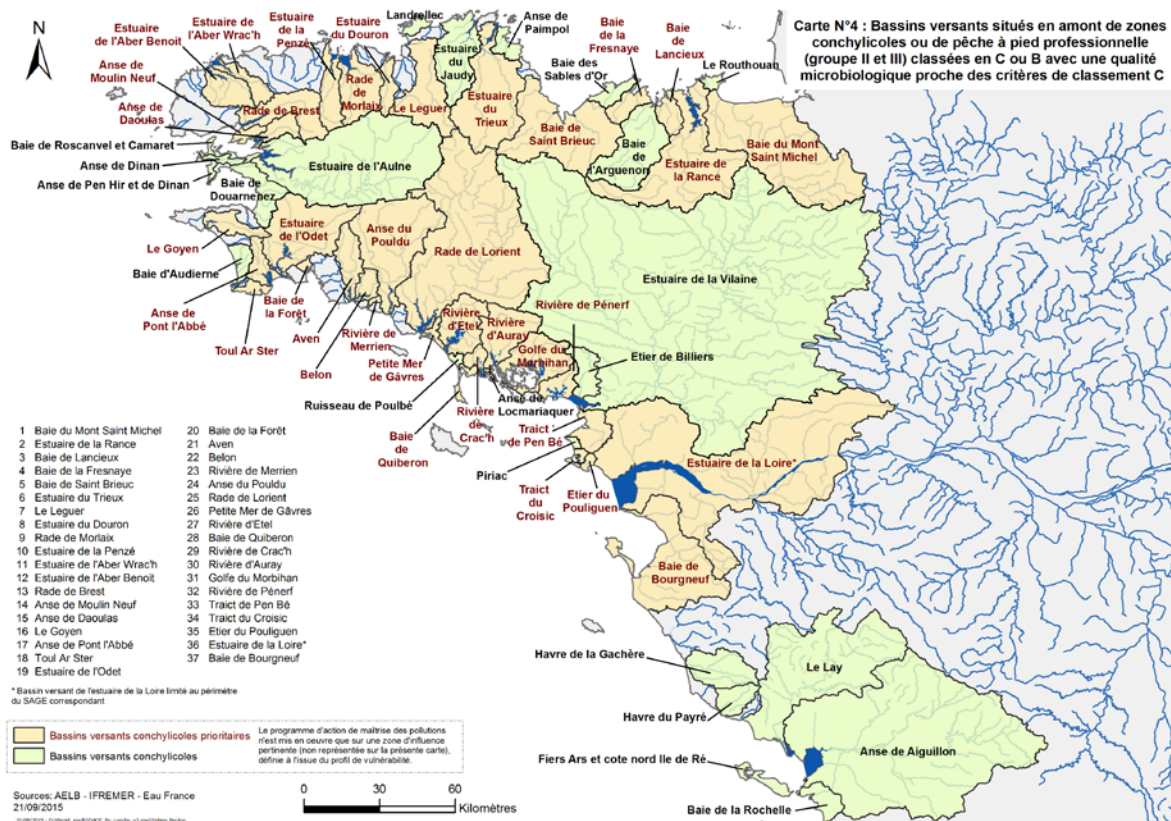 Carte N°4 : Bassins versants situés en amont de zones
conchylicoles ou de pêche à pied professionnelle
(groupe II et III) classées en C ou B avec une qualité
microbiologique proche des critères de classement C
N
Estuaire de
l'Aber Wrac'h
Estuaire
de l'Aber Benoit
Estuaire
de la
Penzé
Estuaire
du Douron
Landrellec
Anse de
Paimpol
Estuaire
du
Jaudy
Baie
de la
Fresnaye
Baie
de
Lancieux
Baie des
Sables d'Or
Le Routhouan
Anse de
Moulin Neuf
Anse de
Daoulas
Rade de Brest
Rade
de
Morlaix
Le Leguer
Estuaire
du
Trieux
Baie de
Saint Brieuc
Baie
de
l'Arguenon
Estuaire de
la Rance
Baie du Mont
Saint Michel
Baie de Roscanvel et Camaret
Anse de Dinan
Anse de Pen Hir et de Dinan
Estuaire de l'Aulne
Baie de
Douarnenez
Le Goyen
Baie d'Audierne
Anse de
Pont l'Abbé
Toul Ar Ster
Estuaire
de l'Odet
Baie de
la Forêt
Anse du
Pouldu
Rade de Lorient
Estuaire de la Vilaine
Aven
Belon
Rivière de
Merrien
Petite Mer
de Gâvres
Ruisseau de Poulbé
Rivière
d'Etel
Rivière
d'Auray
Rivière de Pénerf
Golfe du
Morbihan
Etier de Billiers
Anse de
Locmariaquer
Rivière
de
Crac'h
Baie
de
Quiberon
Traict
de Pen Bé
Piriac
Traict
du
Croisic
Etier du
Pouliguen
Estuaire de la Loire*
Baie de
Bourgneuf
Havre de la Gachère
Le Lay
Havre du Payré
Anse de Aiguillon
Fiers Ars et cote nord Ile de Ré
Baie de la Rochelle
1 Baie du Mont Saint Michel
2 Estuaire de la Rance
3 Baie de Lancieux
4 Baie de la Fresnaye
5 Baie de Saint Brieuc
6 Estuaire du Trieux
7 Le Leguer
8 Estuaire du Douron
9 Rade de Morlaix
10 Estuaire de la Penzé
11 Estuaire de l'Aber Wrac'h
12 Estuaire de l'Aber Benoit
13 Rade de Brest
14 Anse de Moulin Neuf
15 Anse de Daoulas
16 Le Goyen
17 Anse de Pont l'Abbé
18 Toul Ar Ster
19 Estuaire de l'Odet
20 Baie de la Forêt
21 Aven
22 Belon
23 Rivière de Merrien
24 Anse du Pouldu
25 Rade de Lorient
26 Petite Mer de Gâvres
27 Rivière d'Etel
28 Baie de Quiberon
29 Rivière de Crac'h
30 Rivière d'Auray
31 Golfe du Morbihan
32 Rivière de Pénerf
33 Traict de Pen Bé
34 Traict du Croisic
35 Etier du Pouliguen
36 Estuaire de la Loire*
37 Baie de Bourgneuf
* Bassin versant de l'estuaire de la Loire limité au périmètre
du SAGE correspondant
Bassins versants conchylicoles prioritaires
Bassins versants conchylicoles
Le programme d'action de maîtrise des pollutions
n'est mis en oeuvre que sur une zone d'influence
pertinente (non représentée sur la présente carte),
définie à l'issue du profil de vulnérabilité.
Sources: AELB - IFREMER - Eau France
21/09/2015
0 30 60
Kilomètres